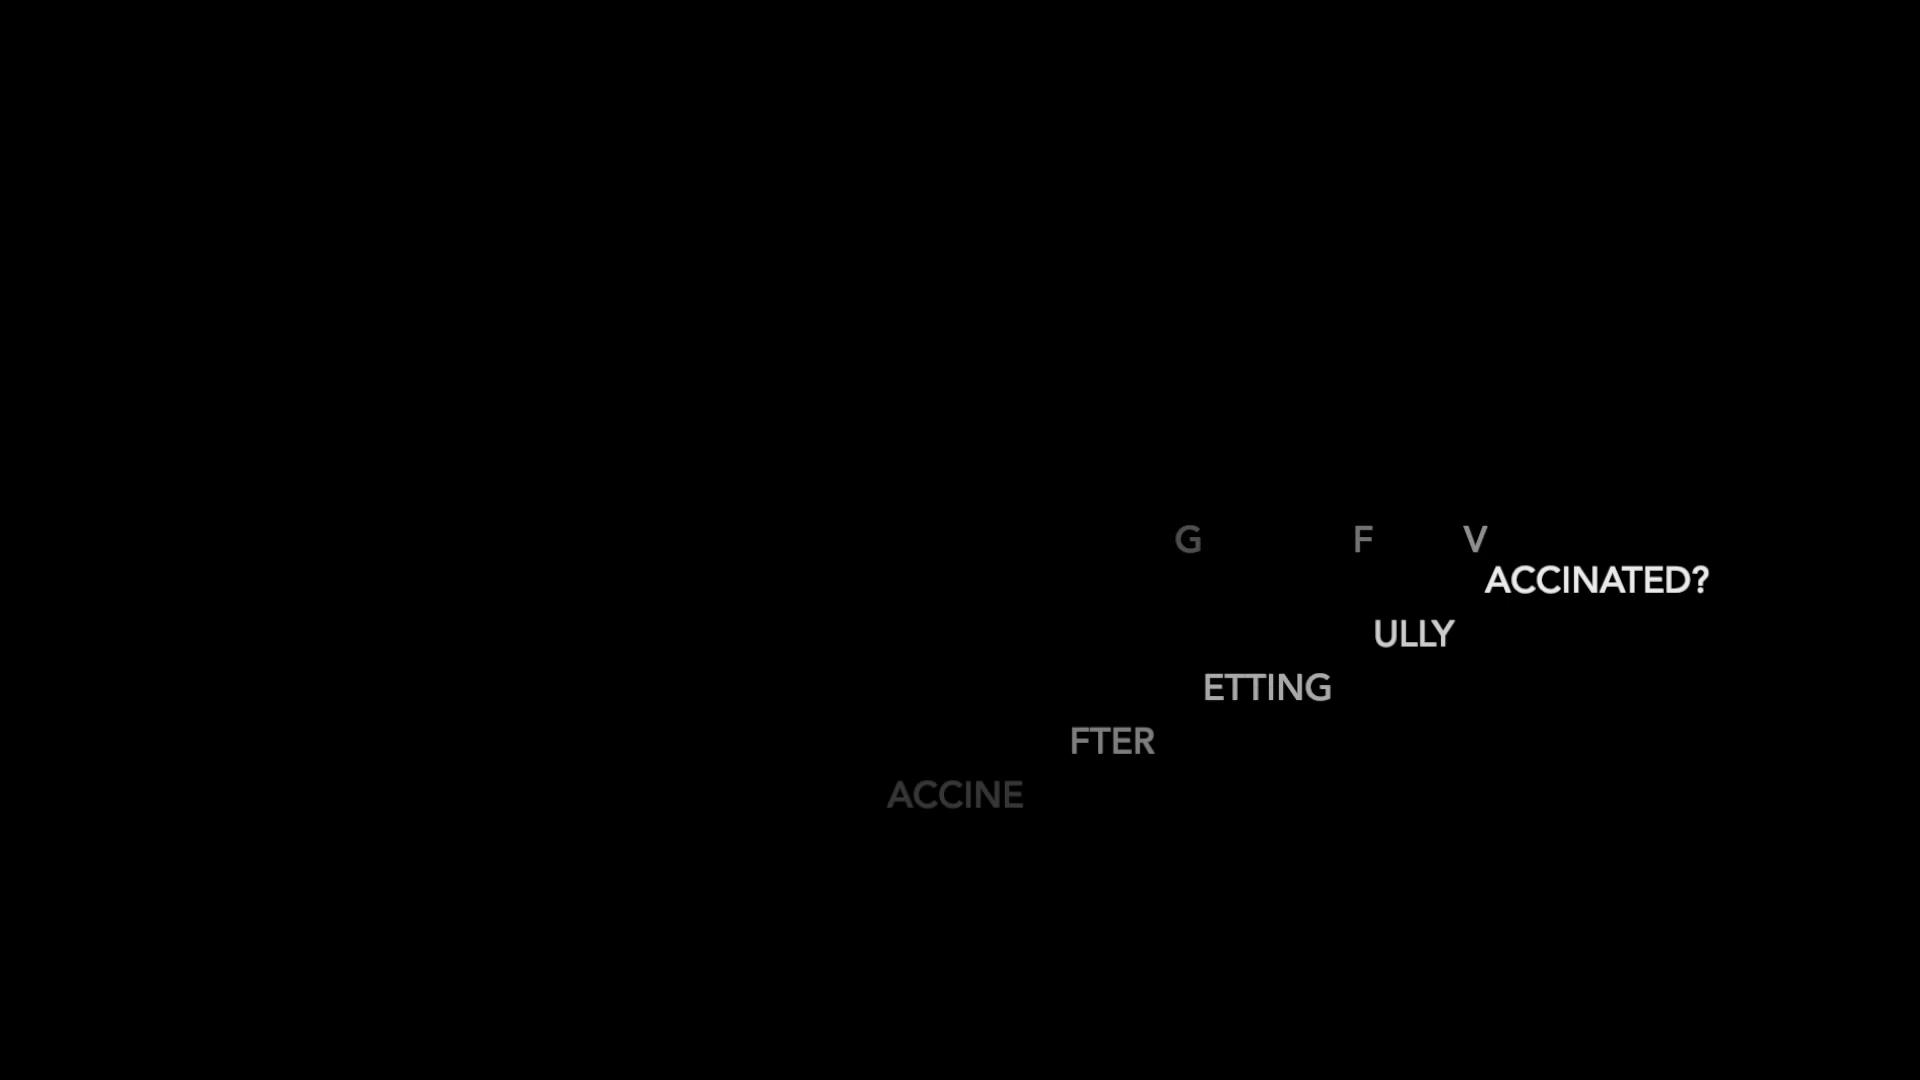 G F V
ACCINATED?
ULLY
ETTING
FTER
ACCINE